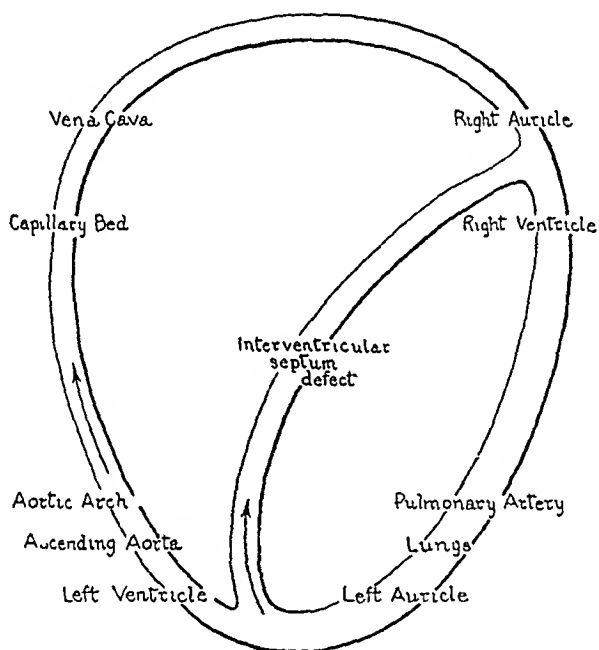 Vena Cava
Right Auricle
Capillary Bed
Right Ventricle
Interventricular
septum
defect
Aortic Arch
Pulmonary Artery
Ascending Aorta
Lungs
Left Ventricle
Left Auricle